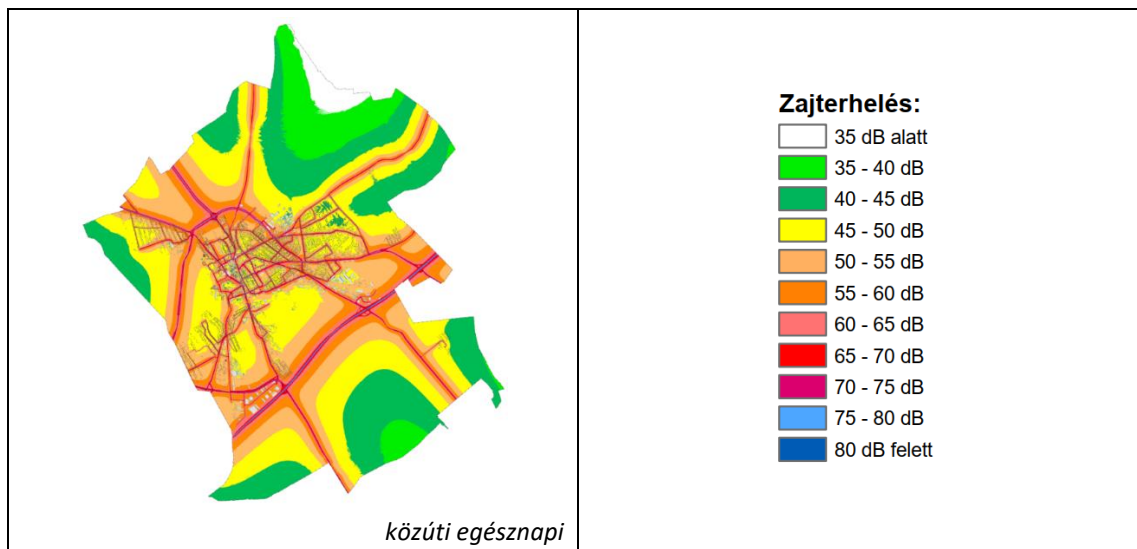 közúti egésznapi
Zajterhelés:
35 dB alatt
35 - 40 dB
40 - 45 dB
45 - 50 dB
50 - 55 dB
55 - 60 dB
60 - 65 dB
65 - 70 dB
70 - 75 dB
75 - 80 dB
80 dB felett